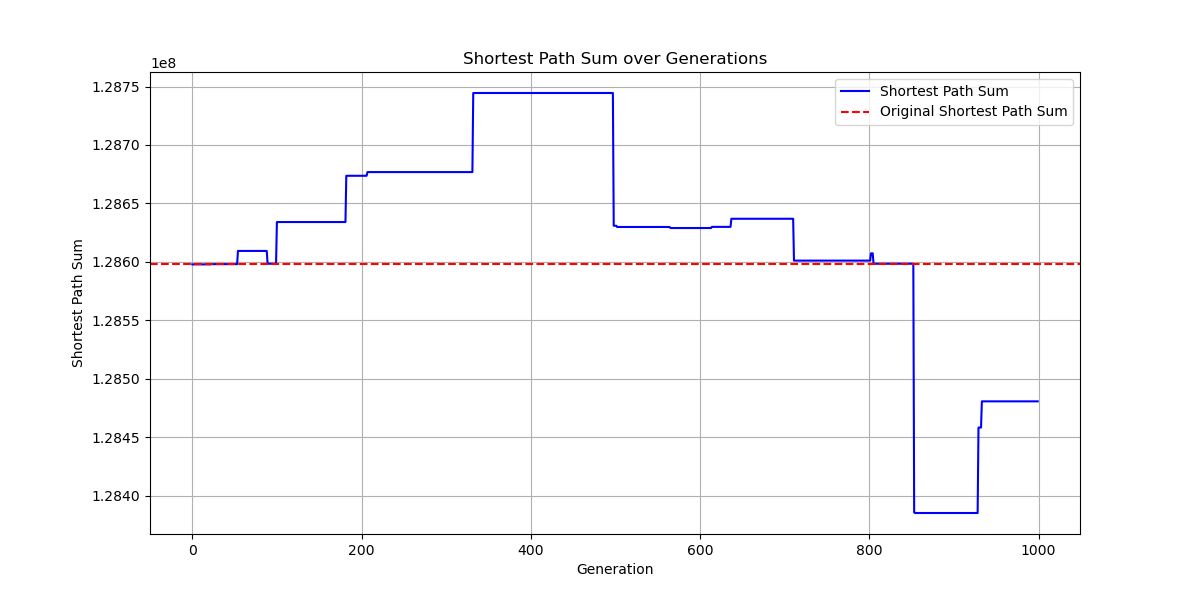 Shortest Path Sum over Generations
1e8
1.2875
1.2870
1.2865
1.2860
1.2855
1.2850
1.2845
1.2840
Shortest Path Sum
Shortest Path Sum
Original Shortest Path Sum
0 200 400 600 800 1000
Generation